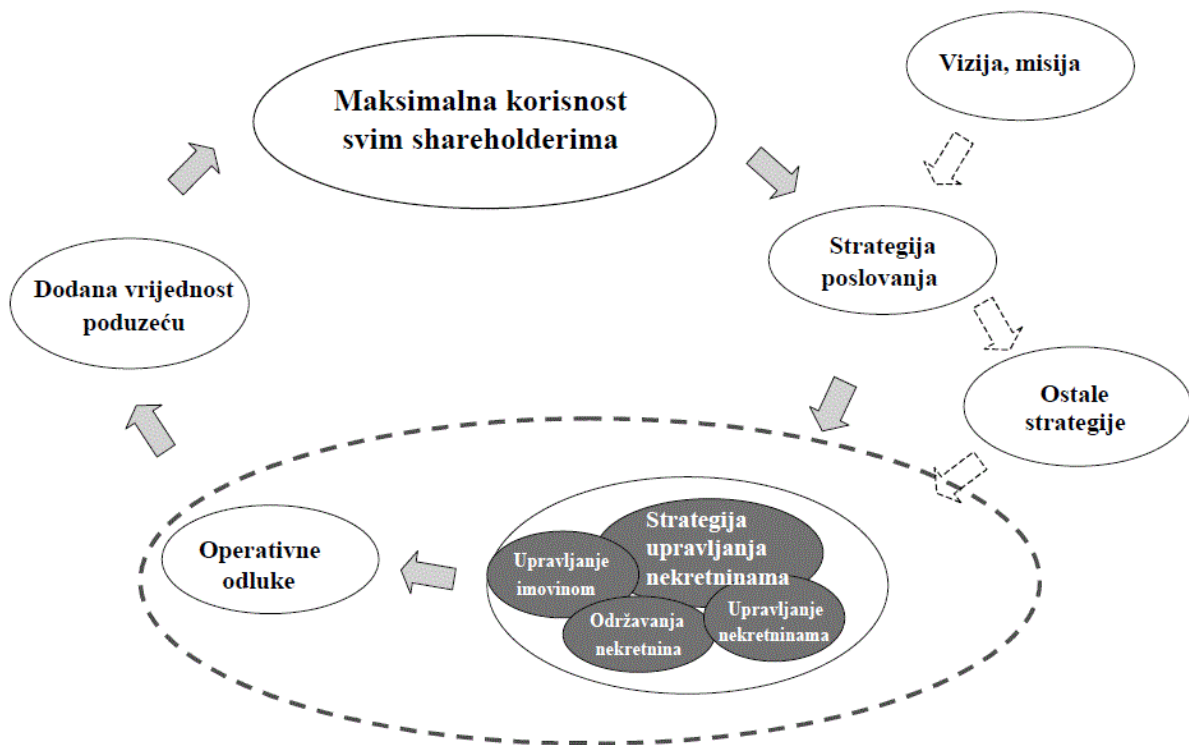 Maksimalna korisnost
svim shareholderima
Vizija, misija
Strategija
poslovanja
Dodana vrijednost
poduzeću
Ostale
strategije
Operativne
odluke
Strategija
upravljanja
nekretninama
Upravljanje
imovinom
Održavanja
nekretnina
Upravljanje
nekretninama